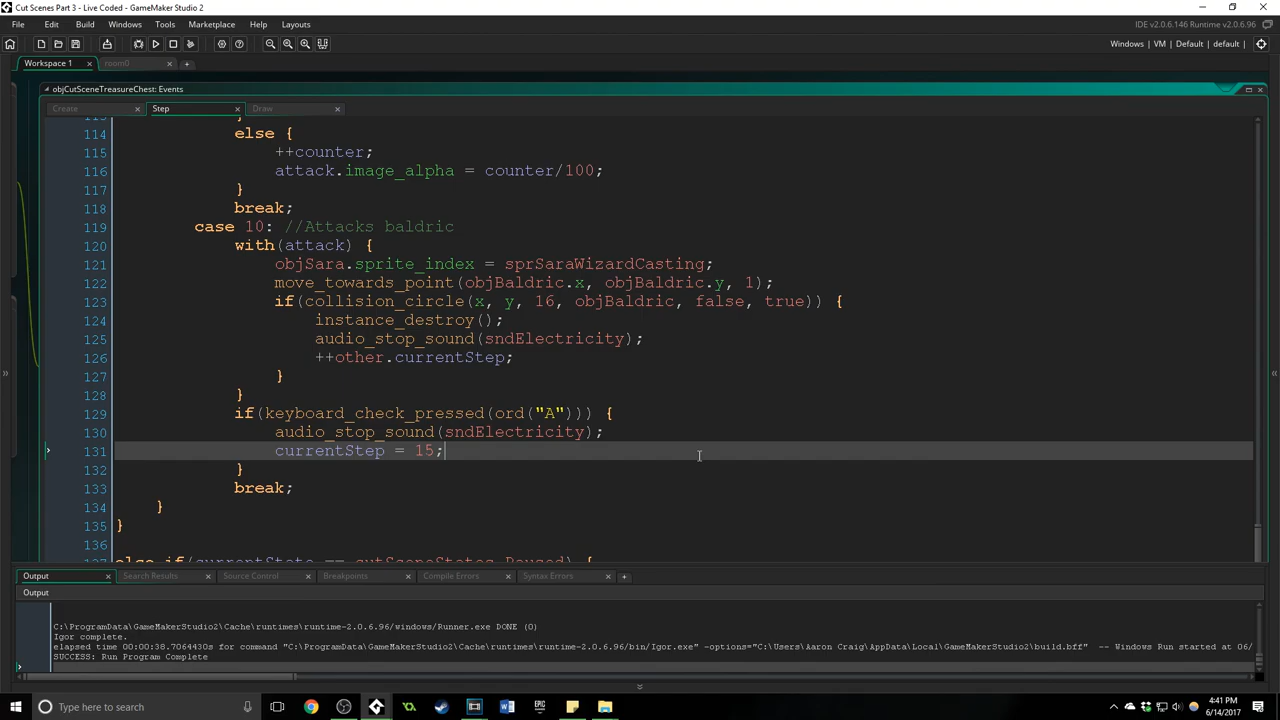 Cut Scenes Part 3 - Live Coded - GameMaker Studio 2
File Edit Build Windows Tools Marketplace Help Layouts
IDE v2.0.6.146 Runtime v2.0.6.96
Windows | VM | Default | default |
Workspace 1 room0
objCutSceneTreasureChest: Events
Create Step Draw
113 }
114 else {
115 ++counter;
116 attack.image_alpha = counter/100;
117 }
118 break;
119 case 10: //Attacks baldric
120 with(attack) {
121 objSara.sprite_index = sprSaraWizardCasting;
122 move_towards_point(objBaldric.x, objBaldric.y, 1);
123 if(collision_circle(x, y, 16, objBaldric, false, true)) {
124 instance_destroy();
125 audio_stop_sound(sndElectricity);
126 ++other.currentStep;
127 }
128 }
129 if(keyboard_check_pressed(ord("A"))) {
130 audio_stop_sound(sndElectricity);
131 currentStep = 15;
132 }
133 break;
134 }
135 }
136
137 else if(currentState == cutSceneStates.Paused) {
Output Search Results Source Control Breakpoints Compile Errors Syntax Errors
Output
C:\ProgramData\GameMakerStudio2\Cache\runtimes\runtime-2.0.6.96/windows/Runner.exe DONE (0)
Igor complete.
elapsed time 00:00:38.7064430s for command "C:\ProgramData\GameMakerStudio2\Cache\runtimes\runtime-2.0.6.96/bin/Igor.exe" -options="C:\Users\Aaron Craig\AppData\Local\GameMakerStudio2\build.bff" -- Windows Run started at 06/
SUCCESS: Run Program Complete
Type here to search
4:41 PM
6/14/2017